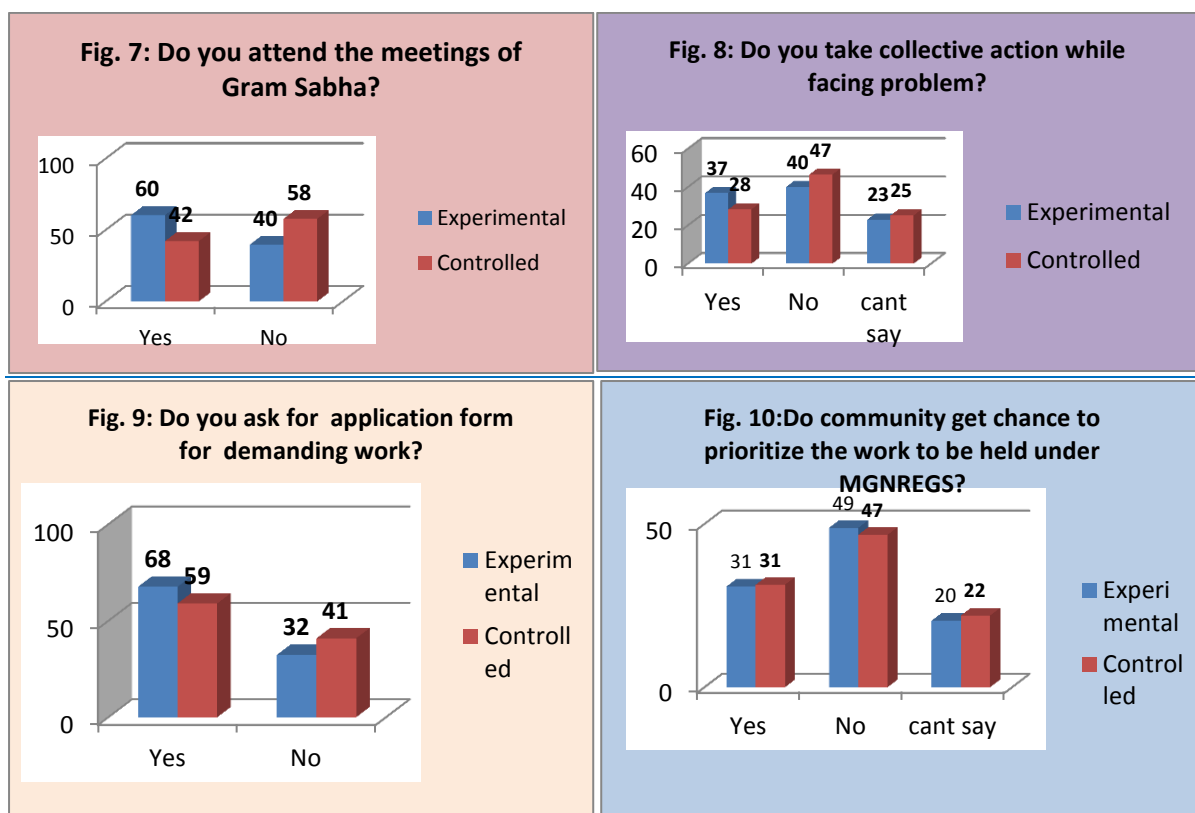 Fig. 7: Do you attend the meetings of
Gram Sabha?
100
50
0
60
42
40
58
Yes
No
Experimental
Controlled
Fig. 8: Do you take collective action while
facing problem?
60
40
20
0
37
28
40
47
23
25
Yes
No
cant
say
Experimental
Controlled
Fig. 9: Do you ask for application form
for demanding work?
100
50
0
68
59
32
41
Yes
No
Experim
ental
Controll
ed
Fig. 10:Do community get chance to
prioritize the work to be held under
MGNREGS?
50
0
31
31
49
47
20
22
Yes
No
cant say
Experi
mental
Control
led